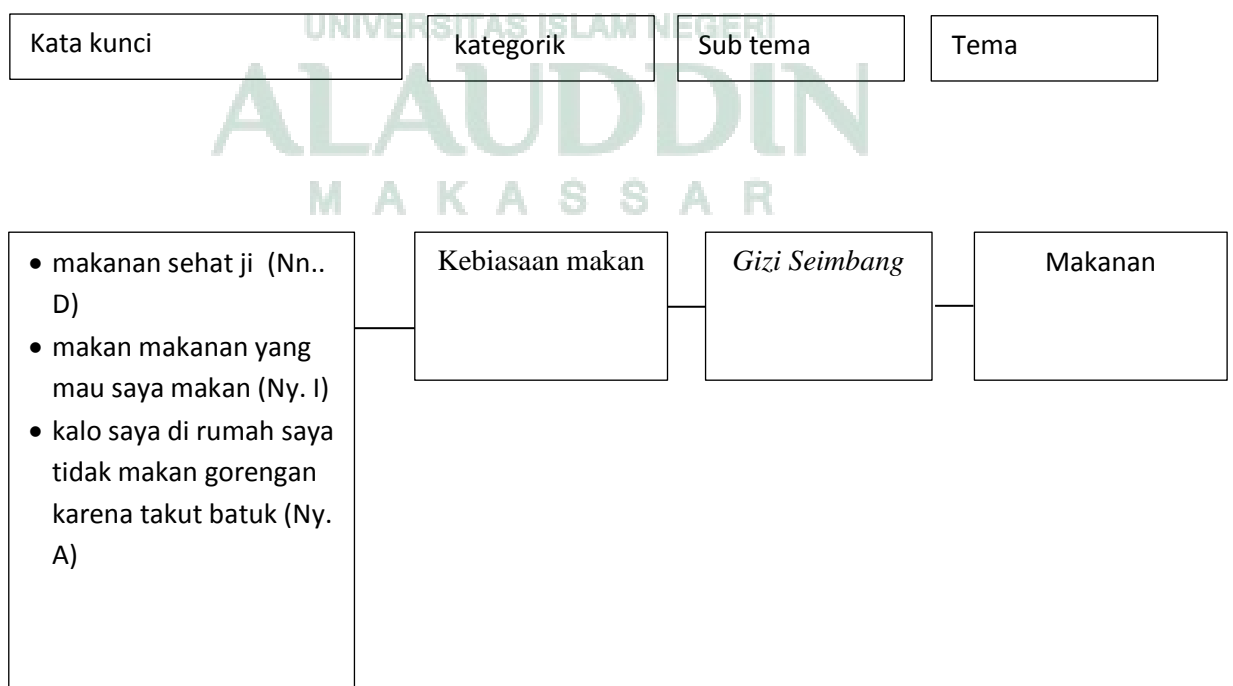 UNIVERSITAS ISLAM NEGERI
ALAUDDIN
MAKASSAR
Kata kunci
kategorik
Sub tema
Tema
• makanan sehat ji (Nn..
D)
• makan makanan yang
mau saya makan (Ny. I)
• kalo saya di rumah saya
tidak makan gorengan
karena takut batuk (Ny.
A)
Kebiasaan makan
Gizi Seimbang
Makanan